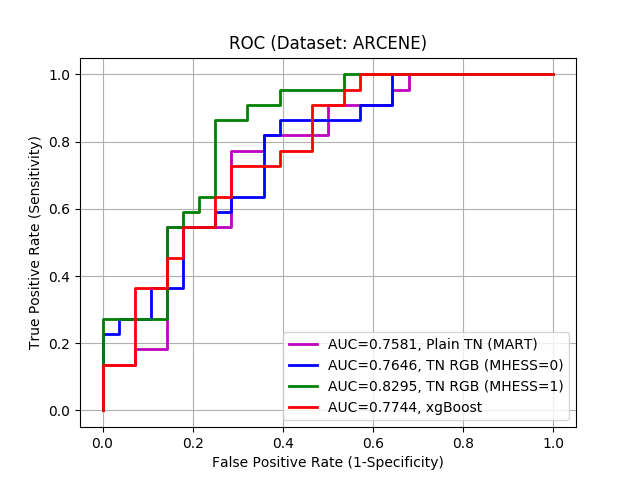 ROC (Dataset: ARCENE)
True Positive Rate (Sensitivity)
1.0
0.8
0.6
0.4
0.2
0.0
AUC=0.7581, Plain TN (MART)
AUC=0.7646, TN RGB (MHESS=0)
AUC=0.8295, TN RGB (MHESS=1)
AUC=0.7744, xgBoost
0.0 0.2 0.4 0.6 0.8 1.0
False Positive Rate (1-Specificity)